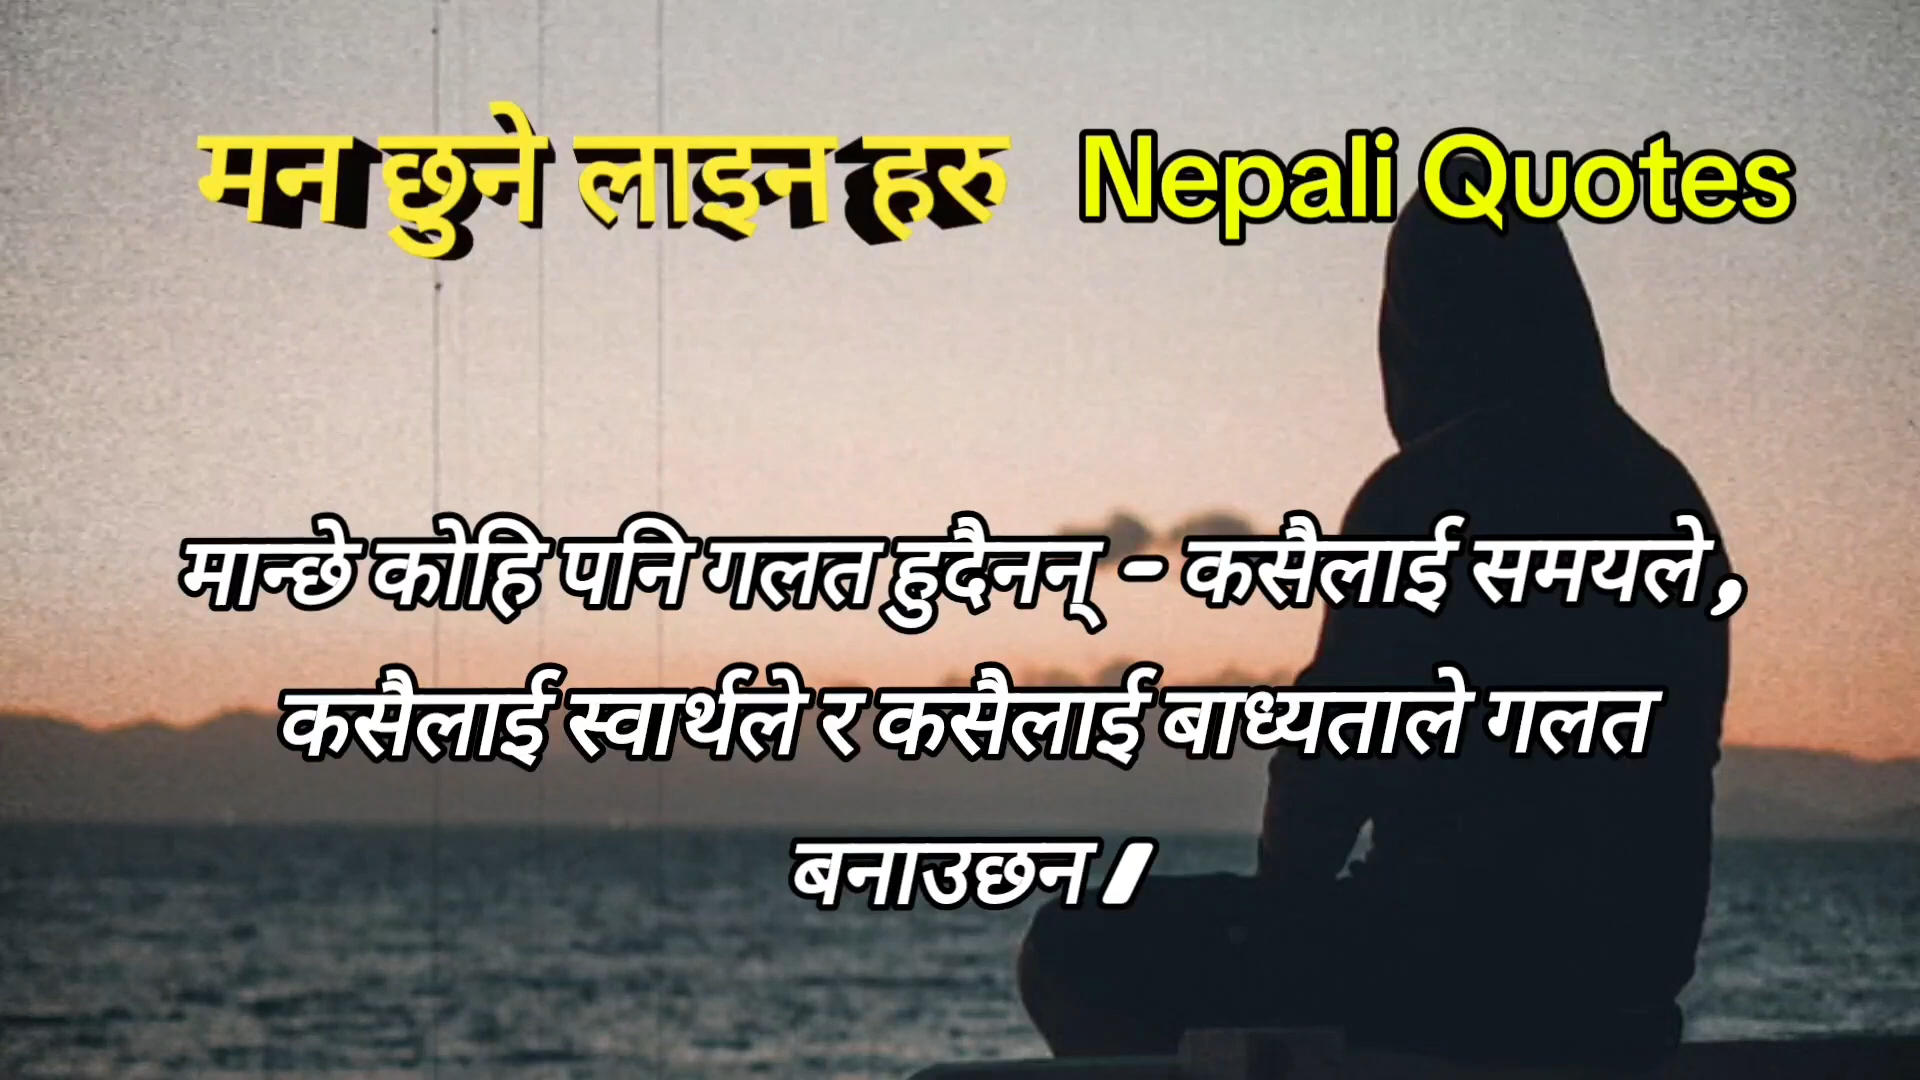 मन छुने लाइन हरु Nepali Quotes
मान्छे कोहि पनि गलत हुदैनन् - कसैलाई समयले,
कसैलाई स्वार्थले र कसैलाई बाध्यताले गलत
बनाउछन।